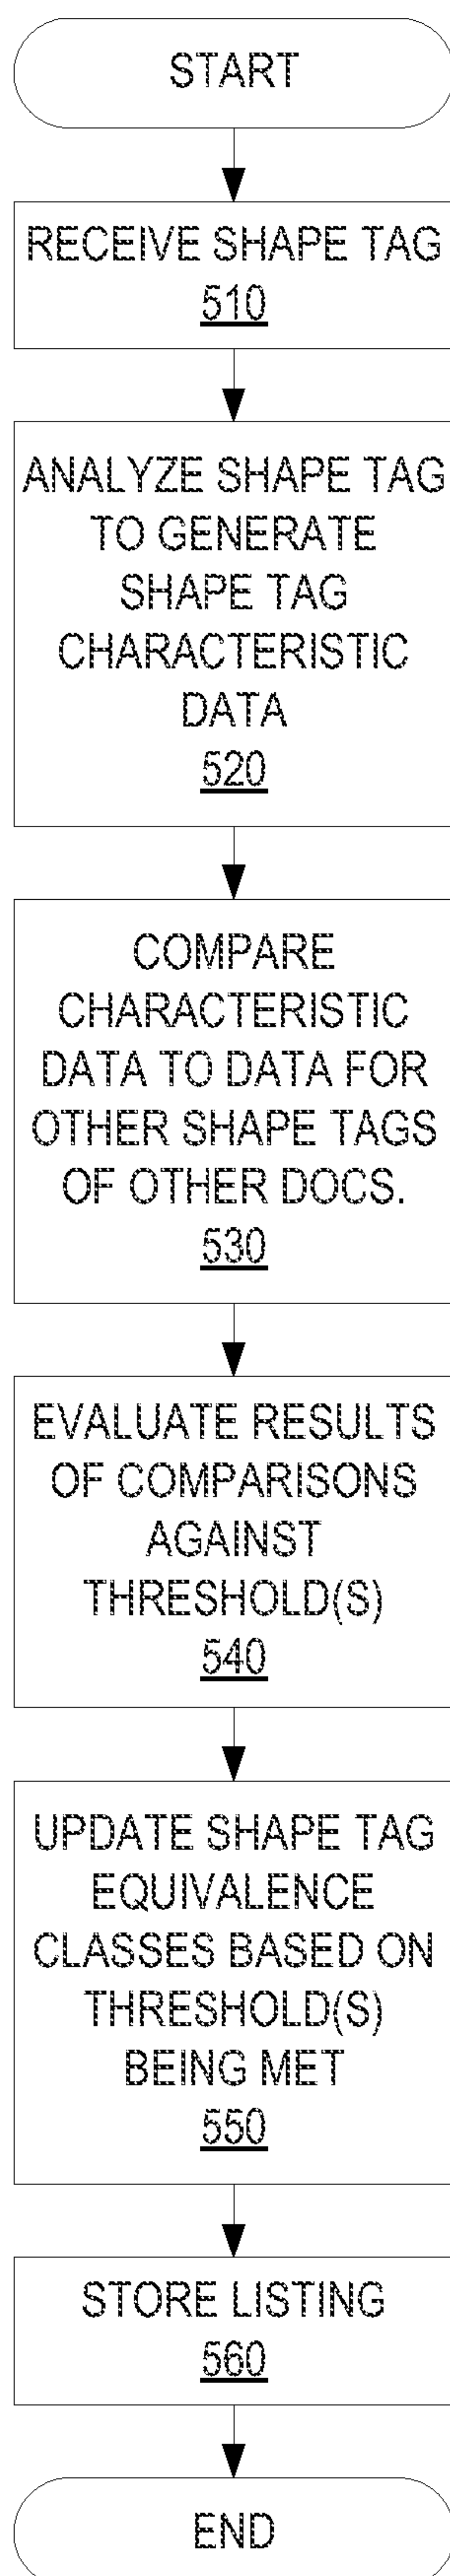 START
RECEIVE SHAPE TAG
510
ANALYZE SHAPE TAG
TO GENERATE
SHAPE TAG
CHARACTERISTIC
DATA
520
COMPARE
CHARACTERISTIC
DATA TO DATA FOR
OTHER SHAPE TAGS
OF OTHER DOCS.
530
EVALUATE RESULTS
OF COMPARISONS
AGAINST
THRESHOLD(S)
540
UPDATE SHAPE TAG
EQUIVALENCE
CLASSES BASED ON
THRESHOLD(S)
BEING MET
550
STORE LISTING
560
END